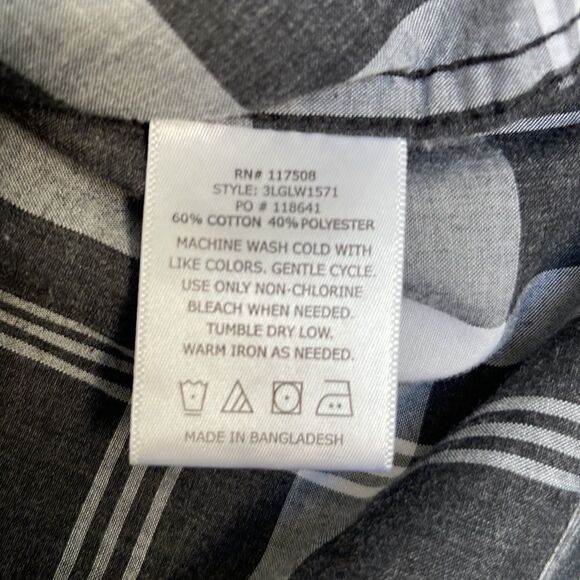 RN# 117508
STYLE: 3LGLW1571
PO # 118641
60% COTTON 40% POLYESTER
MACHINE WASH COLD WITH
LIKE COLORS. GENTLE CYCLE.
USE ONLY NON-CHLORINE
BLEACH WHEN NEEDED.
TUMBLE DRY LOW.
WARM IRON AS NEEDED.
MADE IN BANGLADESH